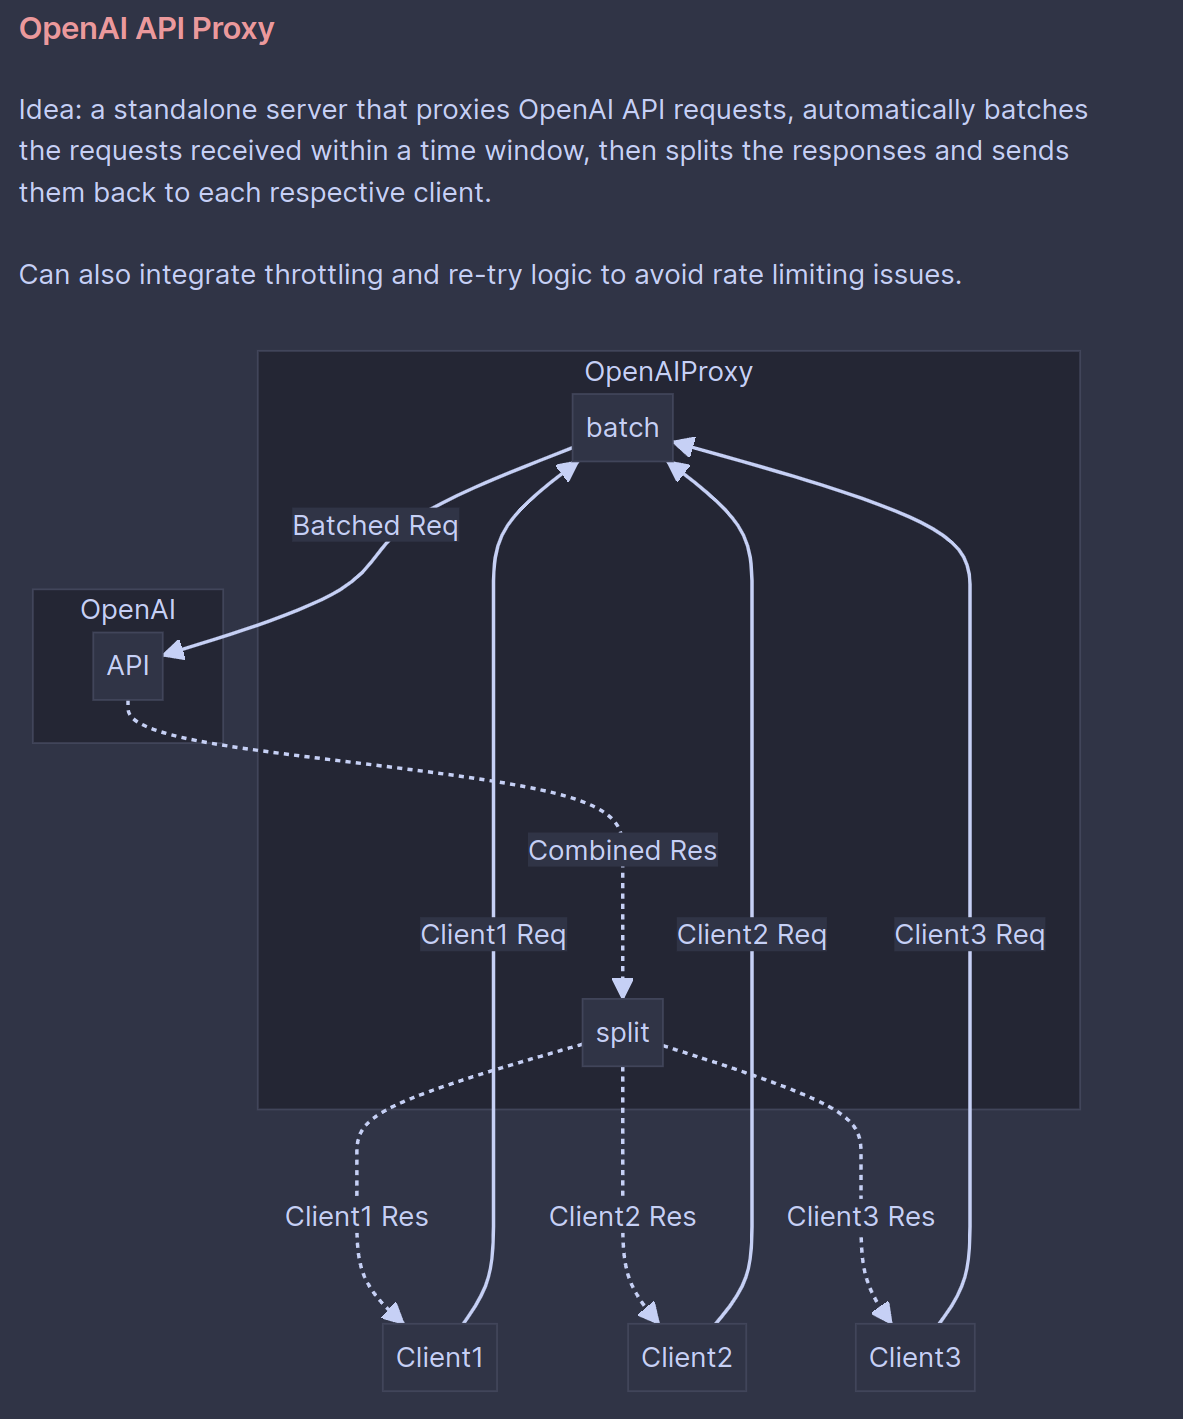 OpenAI API Proxy
Idea: a standalone server that proxies OpenAI API requests, automatically batches
the requests received within a time window, then splits the responses and sends
them back to each respective client.
Can also integrate throttling and re-try logic to avoid rate limiting issues.
OpenAIProxy
batch
Batched Req
OpenAI
API
Combined Res
Client1 Req
Client2 Req
Client3 Req
split
Client1 Res
Client2 Res
Client3 Res
Client1
Client2
Client3